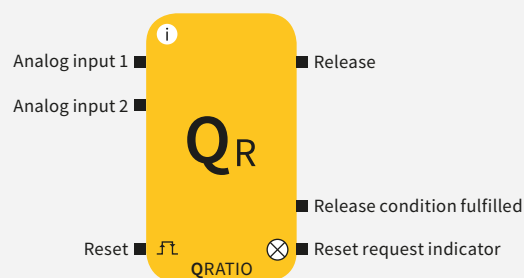 i
Analog input 1
Release
Analog input 2
QR
Release condition fulfilled
Reset
Reset request indicator
QRATIO